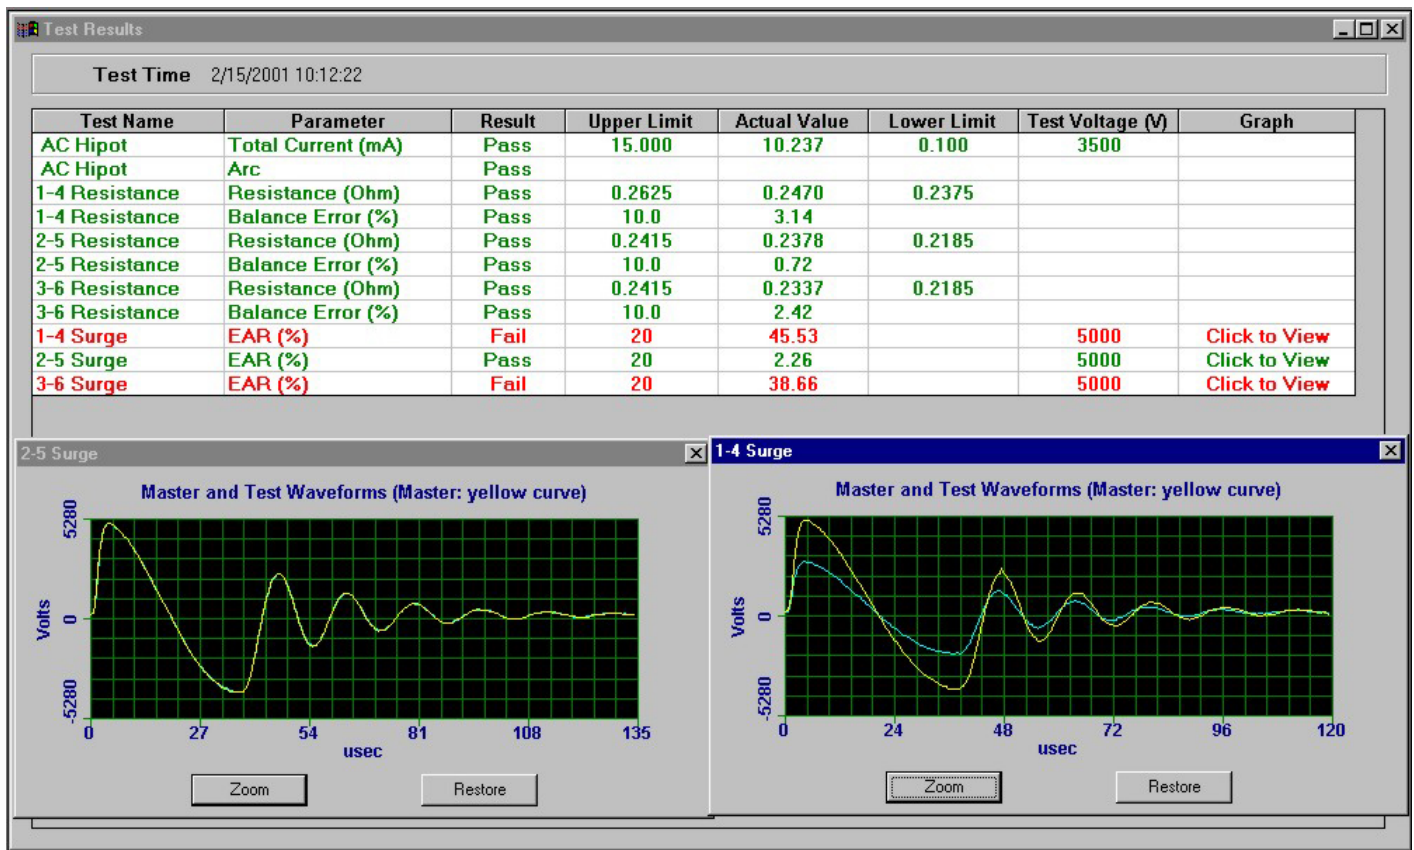 Test Results
Test Time 2/15/2001 10:12:22
Test Name Parameter Result Upper Limit Actual Value Lower Limit Test Voltage (V) Graph
AC Hipot Total Current (mA) Pass 15.000 10.237 0.100 3500
AC Hipot Arc Pass
1-4 Resistance Resistance (Ohm) Pass 0.2625 0.2470 0.2375
1-4 Resistance Balance Error (%) Pass 10.0 3.14
2-5 Resistance Resistance (Ohm) Pass 0.2415 0.2378 0.2185
2-5 Resistance Balance Error (%) Pass 10.0 0.72
3-6 Resistance Resistance (Ohm) Pass 0.2415 0.2337 0.2185
3-6 Resistance Balance Error (%) Pass 10.0 2.42
1-4 Surge EAR (%) Fail 20 45.53 5000 Click to View
2-5 Surge EAR (%) Pass 20 2.26 5000 Click to View
3-6 Surge EAR (%) Fail 20 38.66 5000 Click to View
2-5 Surge
Master and Test Waveforms (Master: yellow curve)
5280
0
-5280
Volts
0 27 54 81 108 135
usec
Zoom Restore
1-4 Surge
Master and Test Waveforms (Master: yellow curve)
5280
0
-5280
Volts
0 24 48 72 96 120
usec
Zoom Restore